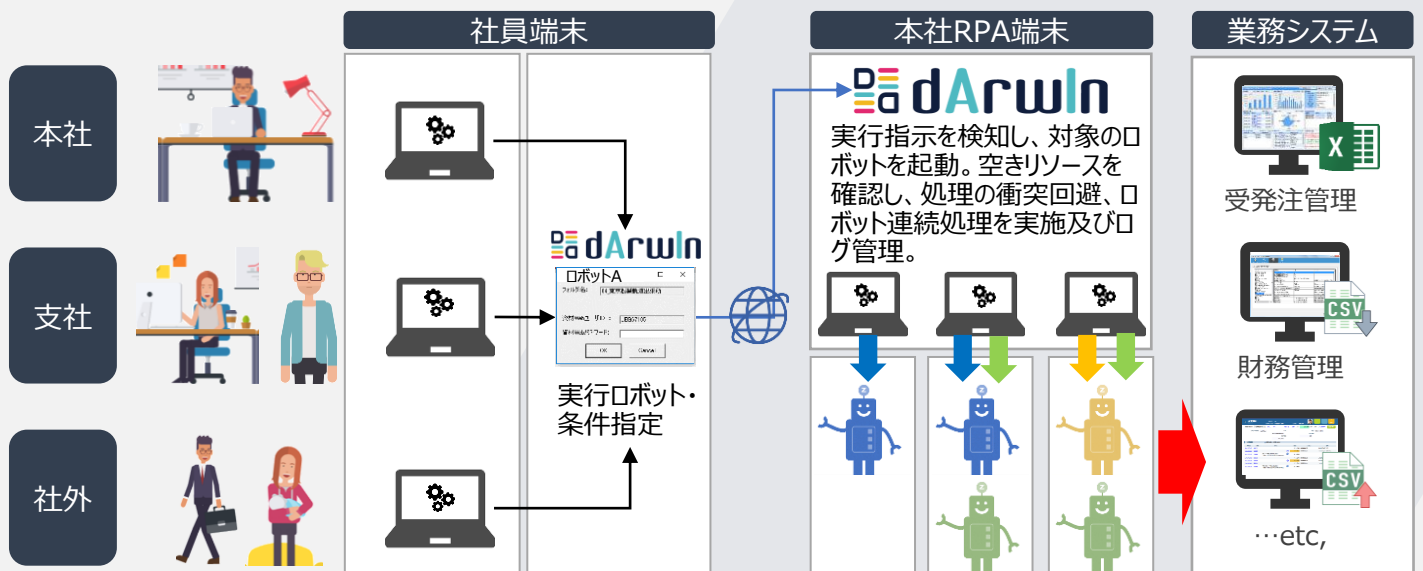 社員端末
本社RPA端末
業務システム
本社
支社
社外
dArwIn
ロボットA
OK
Cancel
実行ロボット・
条件指定
dArwIn
実行指示を検知し、対象のロ
ボットを起動。空きリソースを
確認し、処理の衝突回避、ロ
ボット連続処理を実施及びロ
グ管理。
X
受発注管理
CSV
財務管理
CSV
…etc,